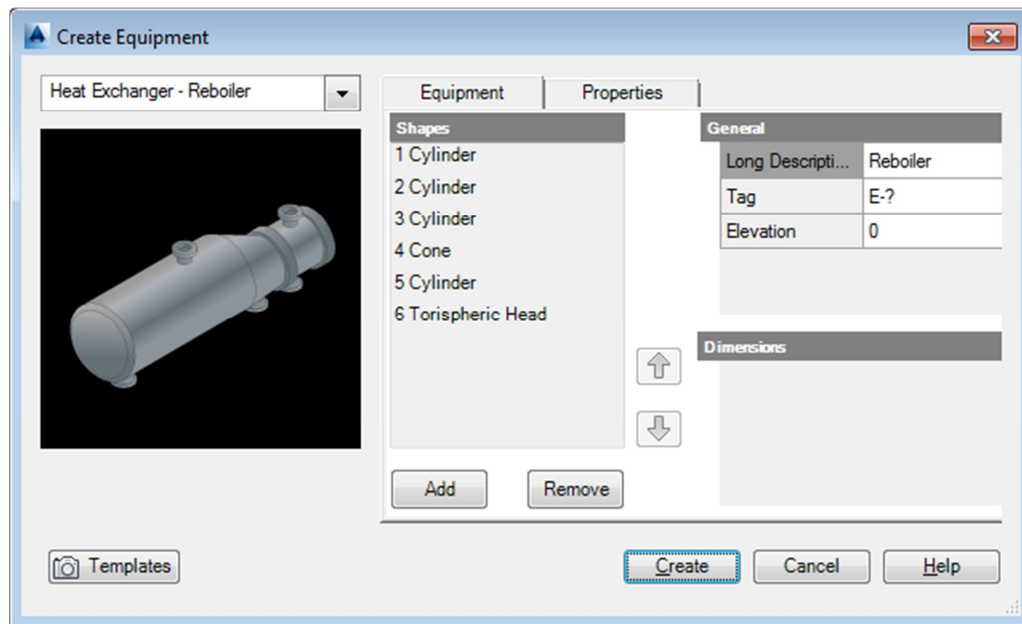 Create Equipment
Heat Exchanger - Reboiler
Equipment
Properties
Shapes
1 Cylinder
2 Cylinder
3 Cylinder
4 Cone
5 Cylinder
6 Torispheric Head
Add
Remove
General
Long Descripti... Reboiler
Tag E-?
Elevation 0
Dimensions
Templates
Create
Cancel
Help